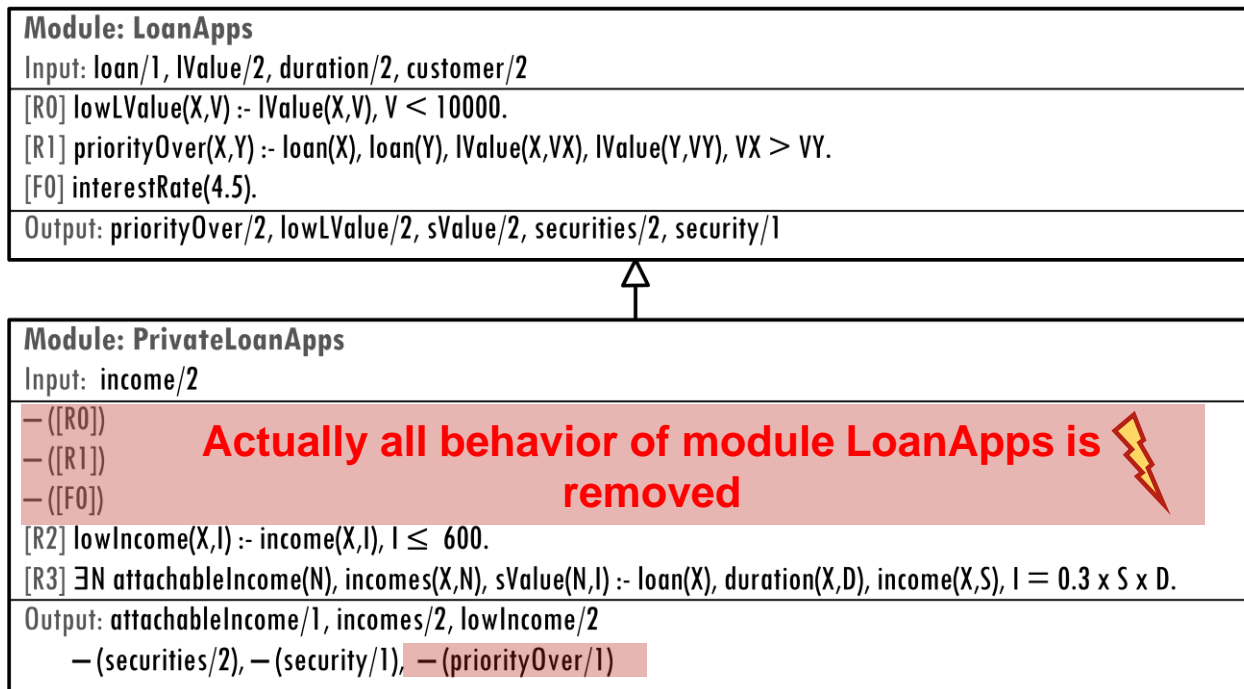 Module: LoanApps
Input: loan/1, lValue/2, duration/2, customer/2
[R0] lowLValue(X,V) :- lValue(X,V), V < 10000.
[R1] priorityOver(X,Y) :- loan(X), loan(Y), lValue(X,VX), lValue(Y,VY), VX > VY.
[F0] interestRate(4.5).
Output: priorityOver/2, lowLValue/2, sValue/2, securities/2, security/1
Module: PrivateLoanApps
Input: income/2
– ([R0])
– ([R1])
– ([F0])
Actually all behavior of module LoanApps is
removed
[R2] lowIncome(X,I) :- income(X,I), I ≤ 600.
[R3] ∃N attachableIncome(N), incomes(X,N), sValue(N,I) :- loan(X), duration(X,D), income(X,S), I = 0.3 x S x D.
Output: attachableIncome/1, incomes/2, lowIncome/2
– (securities/2), – (security/1), – (priorityOver/1)